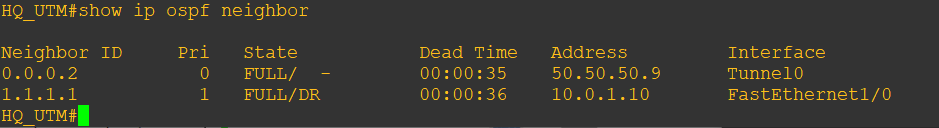 HQ_UTM#show ip ospf neighbor
Neighbor ID Pri State Dead Time Address Interface
0.0.0.2 0 FULL/ - 00:00:35 50.50.50.9 Tunnel0
1.1.1.1 1 FULL/DR 00:00:36 10.0.1.10 FastEthernet1/0
HQ_UTM#